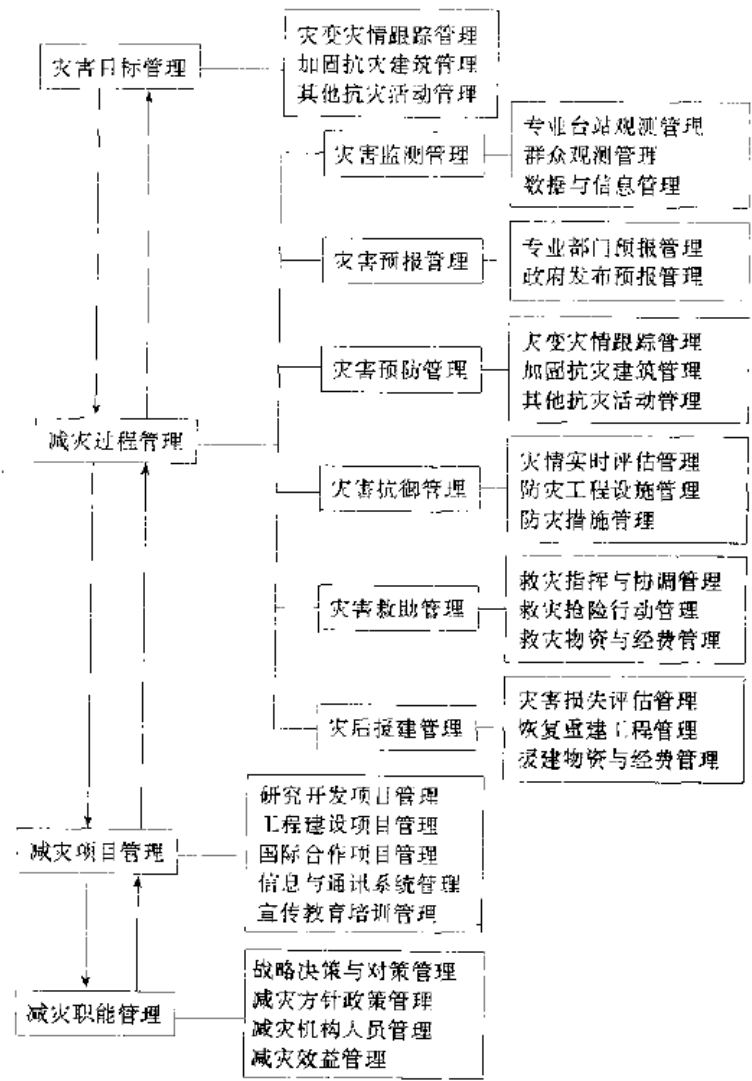 灾害目标管理
灾变灾情跟踪管理
加固抗灾建筑管理
其他抗灾活动管理
减灾过程管理
灾害监测管理
专业台站观测管理
群众观测管理
数据与信息管理
灾害预报管理
专业部门预报管理
政府发布预报管理
灾害预防管理
灾变灾情跟踪管理
加固抗灾建筑管理
其他抗灾活动管理
灾害抗御管理
灾情实时评估管理
防灾工程设施管理
防灾措施管理
灾害救助管理
救灾指挥与协调管理
救灾抢险行动管理
救灾物资与经费管理
灾后援建管理
灾害损失评估管理
恢复重建工程管理
援建物资与经费管理
减灾项目管理
研究开发项目管理
工程建设项目管理
国际合作项目管理
信息与通讯系统管理
宣传教育培训管理
减灾职能管理
战略决策与对策管理
减灾方针政策管理
减灾机构人员管理
减灾效益管理